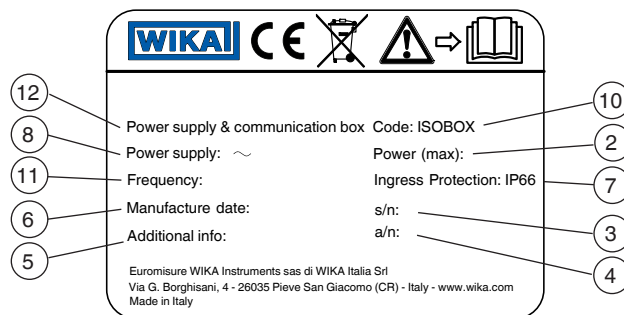 WIKA CE
12 Power supply & communication box Code: ISOBOX 10
8 Power supply: ~ Power (max): 2
11 Frequency: Ingress Protection: IP66 7
6 Manufacture date: s/n: 3
5 Additional info: a/n: 4
Euromisure WIKA Instruments sas di WIKA Italia Srl
Via G. Borghisani, 4 - 26035 Pieve San Giacomo (CR) - Italy - www.wika.com
Made in Italy